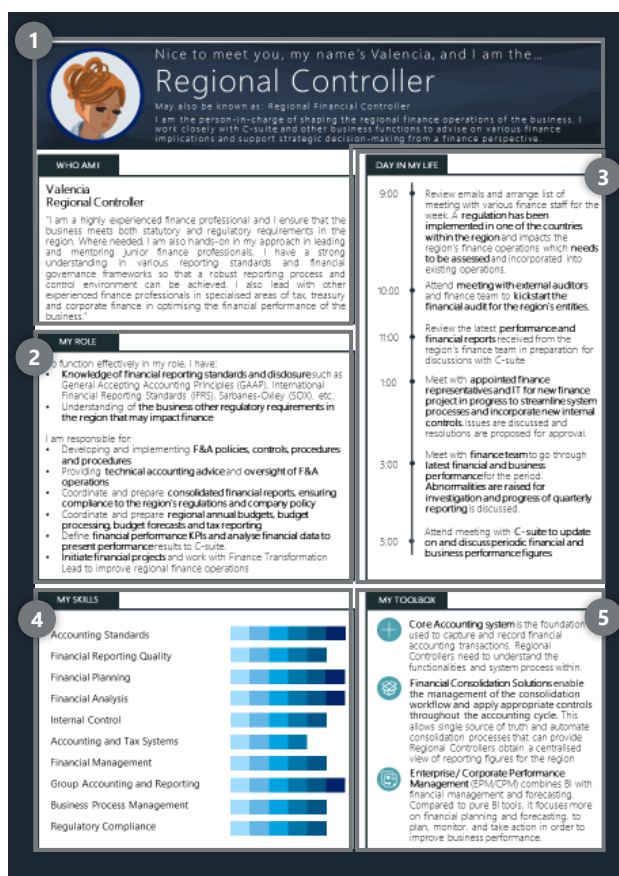 1
Nice to meet you, my name's Valencia, and I am the...
Regional Controller
May also be known as: Regional Financial Controller
I am the person-in-charge of shaping the regional finance operations of the business. I
work closely with C-suite and other business functions to advise on various finance
implications and support strategic decision-making from a finance perspective.
WHO AM I
Valencia
Regional Controller
"I am a highly experienced finance professional and I ensure that the
business meets both statutory and regulatory requirements in the
region. Where needed, I am also hands-on in my approach in leading
and mentoring junior finance professionals. I have a strong
understanding in various reporting standards and financial
governance frameworks so that a robust reporting process and
control environment can be achieved. I also lead with other
experienced finance professionals in specialised areas of tax, treasury
and corporate finance in optimising the financial performance of the
business."
2
MY ROLE
To function effectively in my role, I have:
• Knowledge of financial reporting standards and disclosure such as
General Accepting Accounting Principles (GAAP), International
Financial Reporting Standards (IFRS), Sarbanes-Oxley (SOX), etc.
• Understanding of the business other regulatory requirements in
the region that may impact finance
I am responsible for:
• Developing and implementing F&A policies, controls, procedures
and procedures
• Providing technical accounting advice and oversight of F&A
operations
• Coordinate and prepare consolidated financial reports, ensuring
compliance to the region's regulations and company policy
• Coordinate and prepare regional annual budgets, budget
processing, budget forecasts and tax reporting
• Define financial performance KPIs and analyse financial data to
present performance results to C-suite.
• Initiate financial projects and work with Finance Transformation
Lead to improve regional finance operations
3
DAY IN MY LIFE
9:00
Review emails and arrange list of
meeting with various finance staff for the
week. A regulation has been
implemented in one of the countries
within the region and impacts the
region's finance operations which needs
to be assessed and incorporated into
existing operations.
10:00
Attend meeting with external auditors
and finance team to kickstart the
financial audit for the region's entities.
11:00
Review the latest performance and
financial reports received from the
region's finance team in preparation for
discussions with C-suite
1:00
Meet with appointed finance
representatives and IT for new finance
project in progress to streamline system
processes and incorporate new internal
controls. Issues are discussed and
resolutions are proposed for approval.
3:00
Meet with finance team to go through
latest financial and business
performance for the period.
Abnormalities are raised for
investigation and progress of quarterly
reporting is discussed.
5:00
Attend meeting with C-suite to update
on and discuss periodic financial and
business performance figures
4
MY SKILLS
Accounting Standards
Financial Reporting Quality
Financial Planning
Financial Analysis
Internal Control
Accounting and Tax Systems
Financial Management
Group Accounting and Reporting
Business Process Management
Regulatory Compliance
5
MY TOOLBOX
Core Accounting system is the foundation
used to capture and record financial
accounting transactions. Regional
Controllers need to understand the
functionalities and system process within.
Financial Consolidation Solutions enable
the management of the consolidation
workflow and apply appropriate controls
throughout the accounting cycle. This
allows single source of truth and automate
consolidation processes that can provide
Regional Controllers obtain a centralised
view of reporting figures for the region
Enterprise/ Corporate Performance
Management (EPM/CPM) combines BI with
financial management and forecasting.
Compared to pure BI tools, it focuses more
on financial planning and forecasting, to
plan, monitor, and take action in order to
improve business performance.